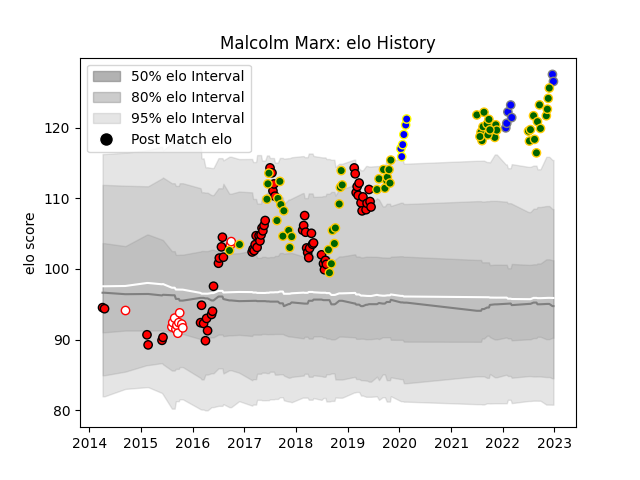 Malcolm Marx: elo History
50% elo Interval
80% elo Interval
95% elo Interval
Post Match elo
elo score
120
110
100
90
80
2014 2015 2016 2017 2018 2019 2020 2021 2022 2023